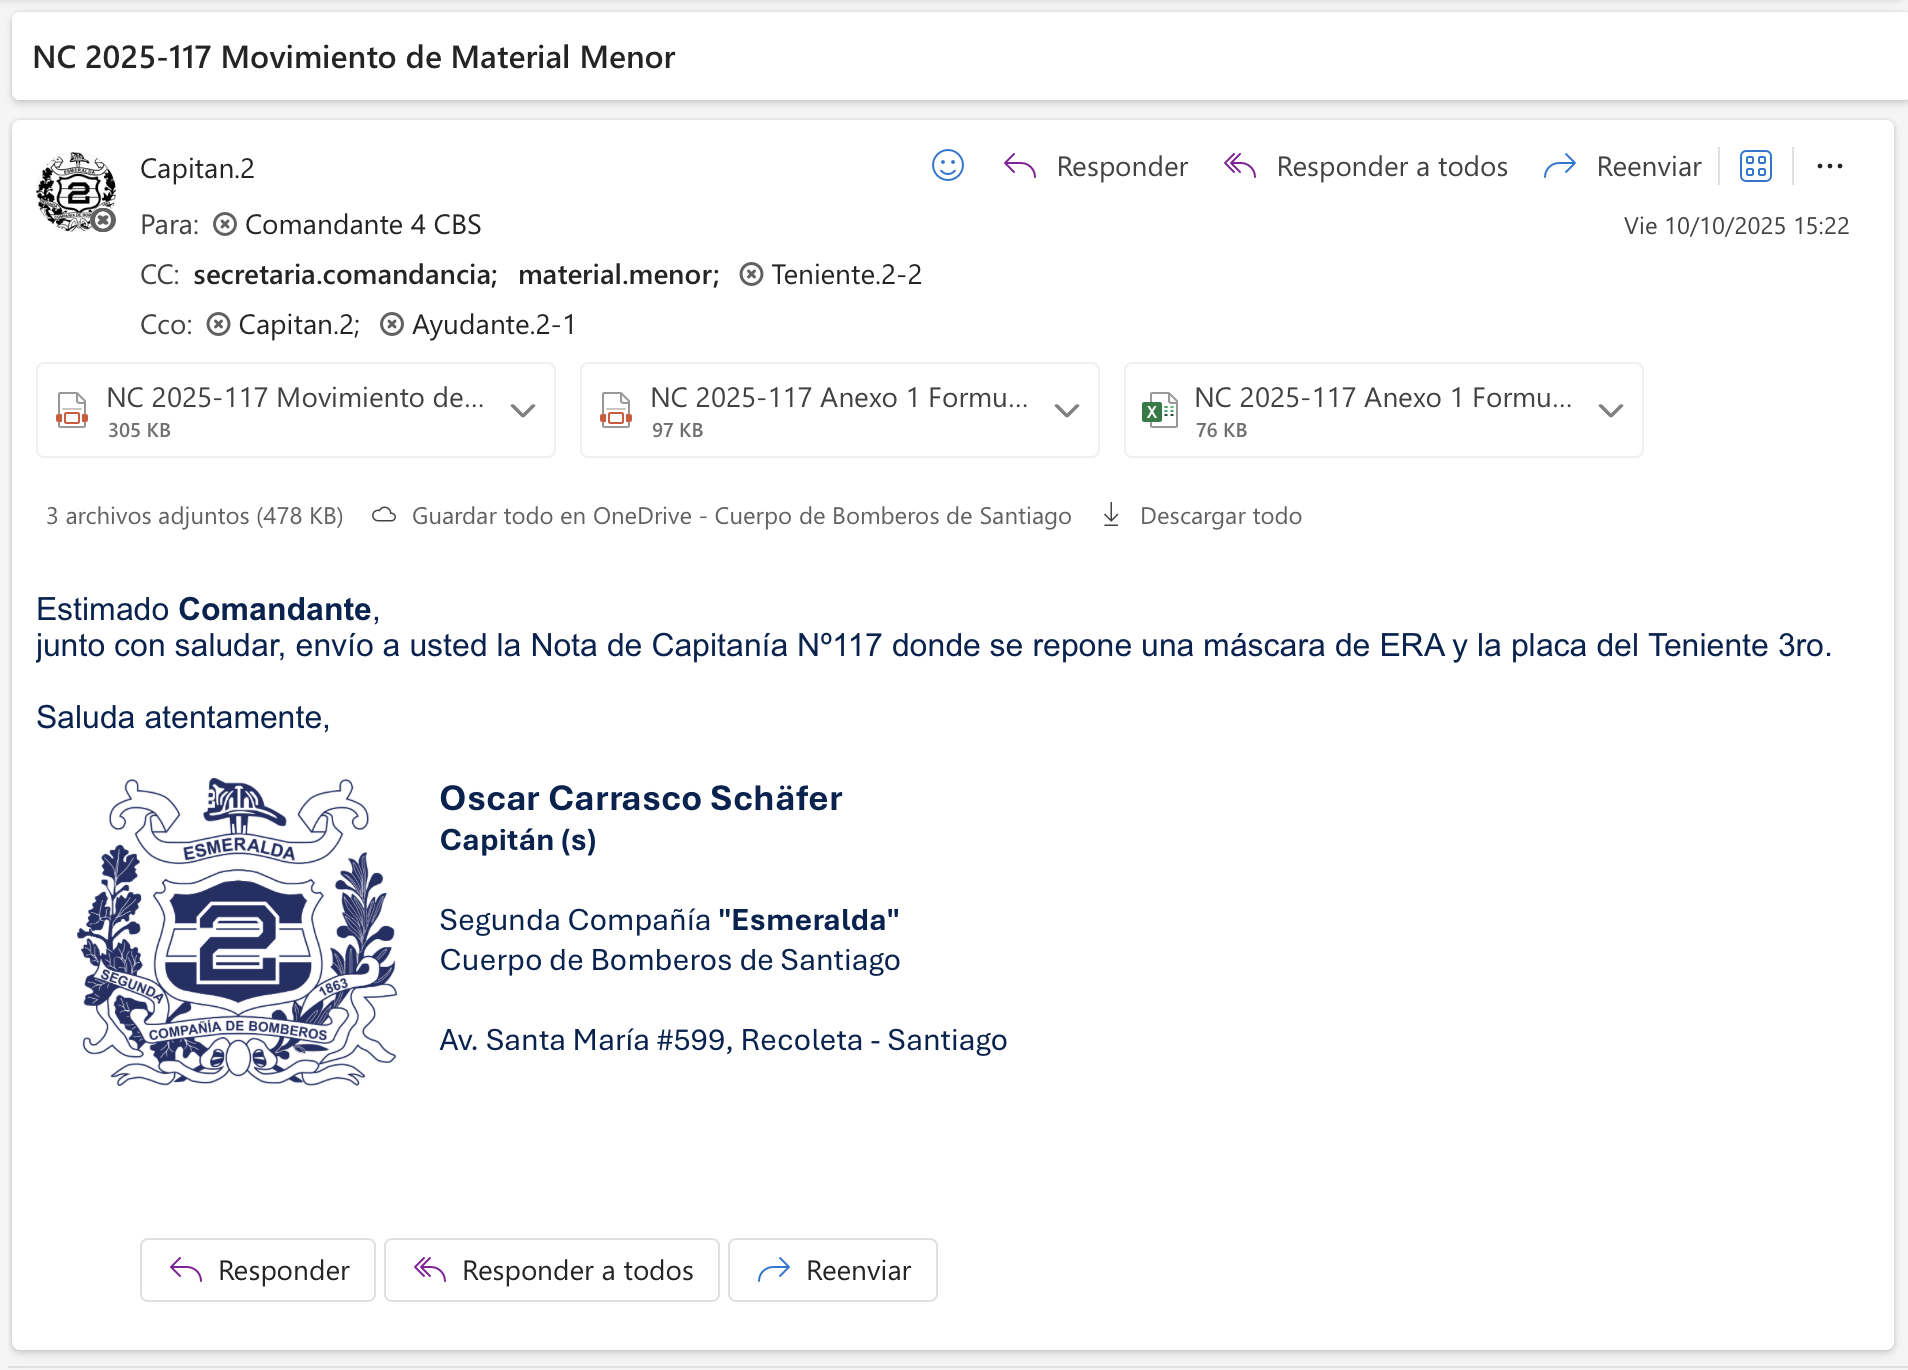 NC 2025-117 Movimiento de Material Menor
Capitan.2
Responder
Responder a todos
Reenviar
Para: Comandante 4 CBS
Vie 10/10/2025 15:22
CC: secretaria.comandancia; material.menor; Teniente.2-2
Cco: Capitan.2; Ayudante.2-1
NC 2025-117 Movimiento de...
305 KB
NC 2025-117 Anexo 1 Formu...
97 KB
NC 2025-117 Anexo 1 Formu...
76 KB
3 archivos adjuntos (478 KB)
Guardar todo en OneDrive - Cuerpo de Bomberos de Santiago
Descargar todo
Estimado Comandante,
junto con saludar, envío a usted la Nota de Capitanía Nº117 donde se repone una máscara de ERA y la placa del Teniente 3ro.
Saluda atentamente,
ESMERALDA
2
SEGUNDA
1863
COMPAÑÍA DE BOMBEROS
Oscar Carrasco Schäfer
Capitán (s)
Segunda Compañía "Esmeralda"
Cuerpo de Bomberos de Santiago
Av. Santa María #599, Recoleta - Santiago
Responder
Responder a todos
Reenviar